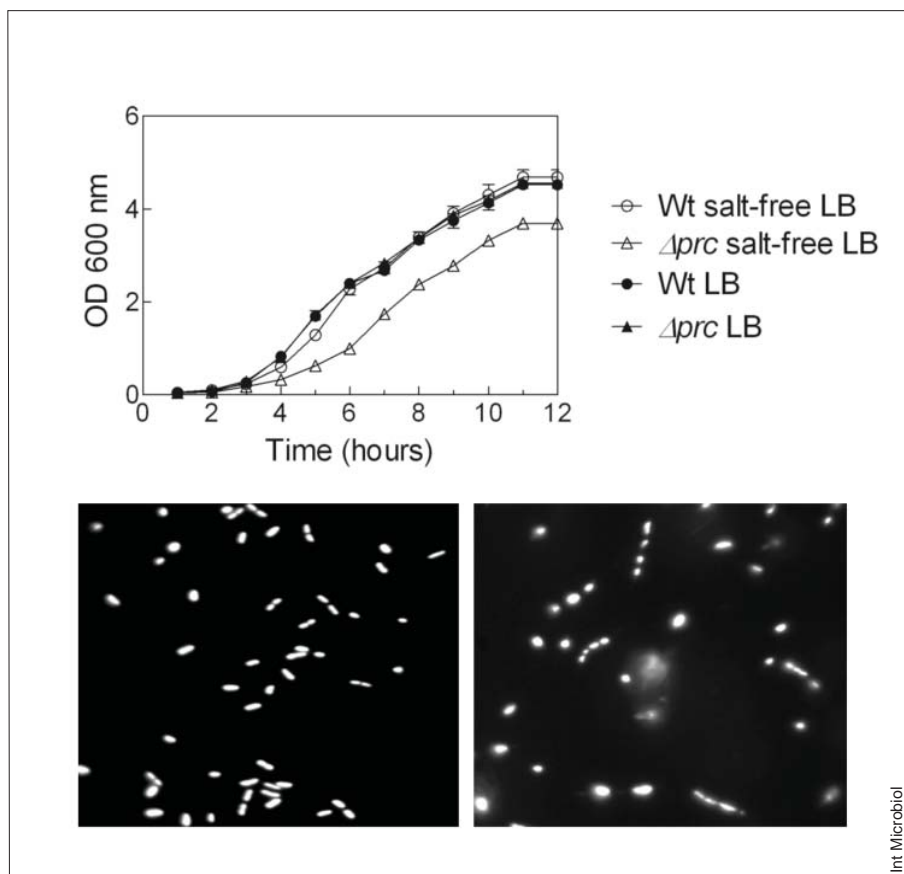 6
4
2
0
OD 600 nm
0 2 4 6 8 10 12
Time (hours)
Wt salt-free LB
Δprc salt-free LB
Wt LB
Δprc LB
Int Microbiol